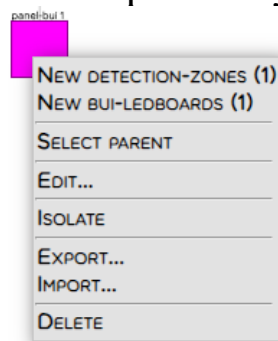 panel-bui 1
New detection-zones (1)
New bui-ledboards (1)
Select parent
Edit...
Isolate
Export...
Import...
Delete